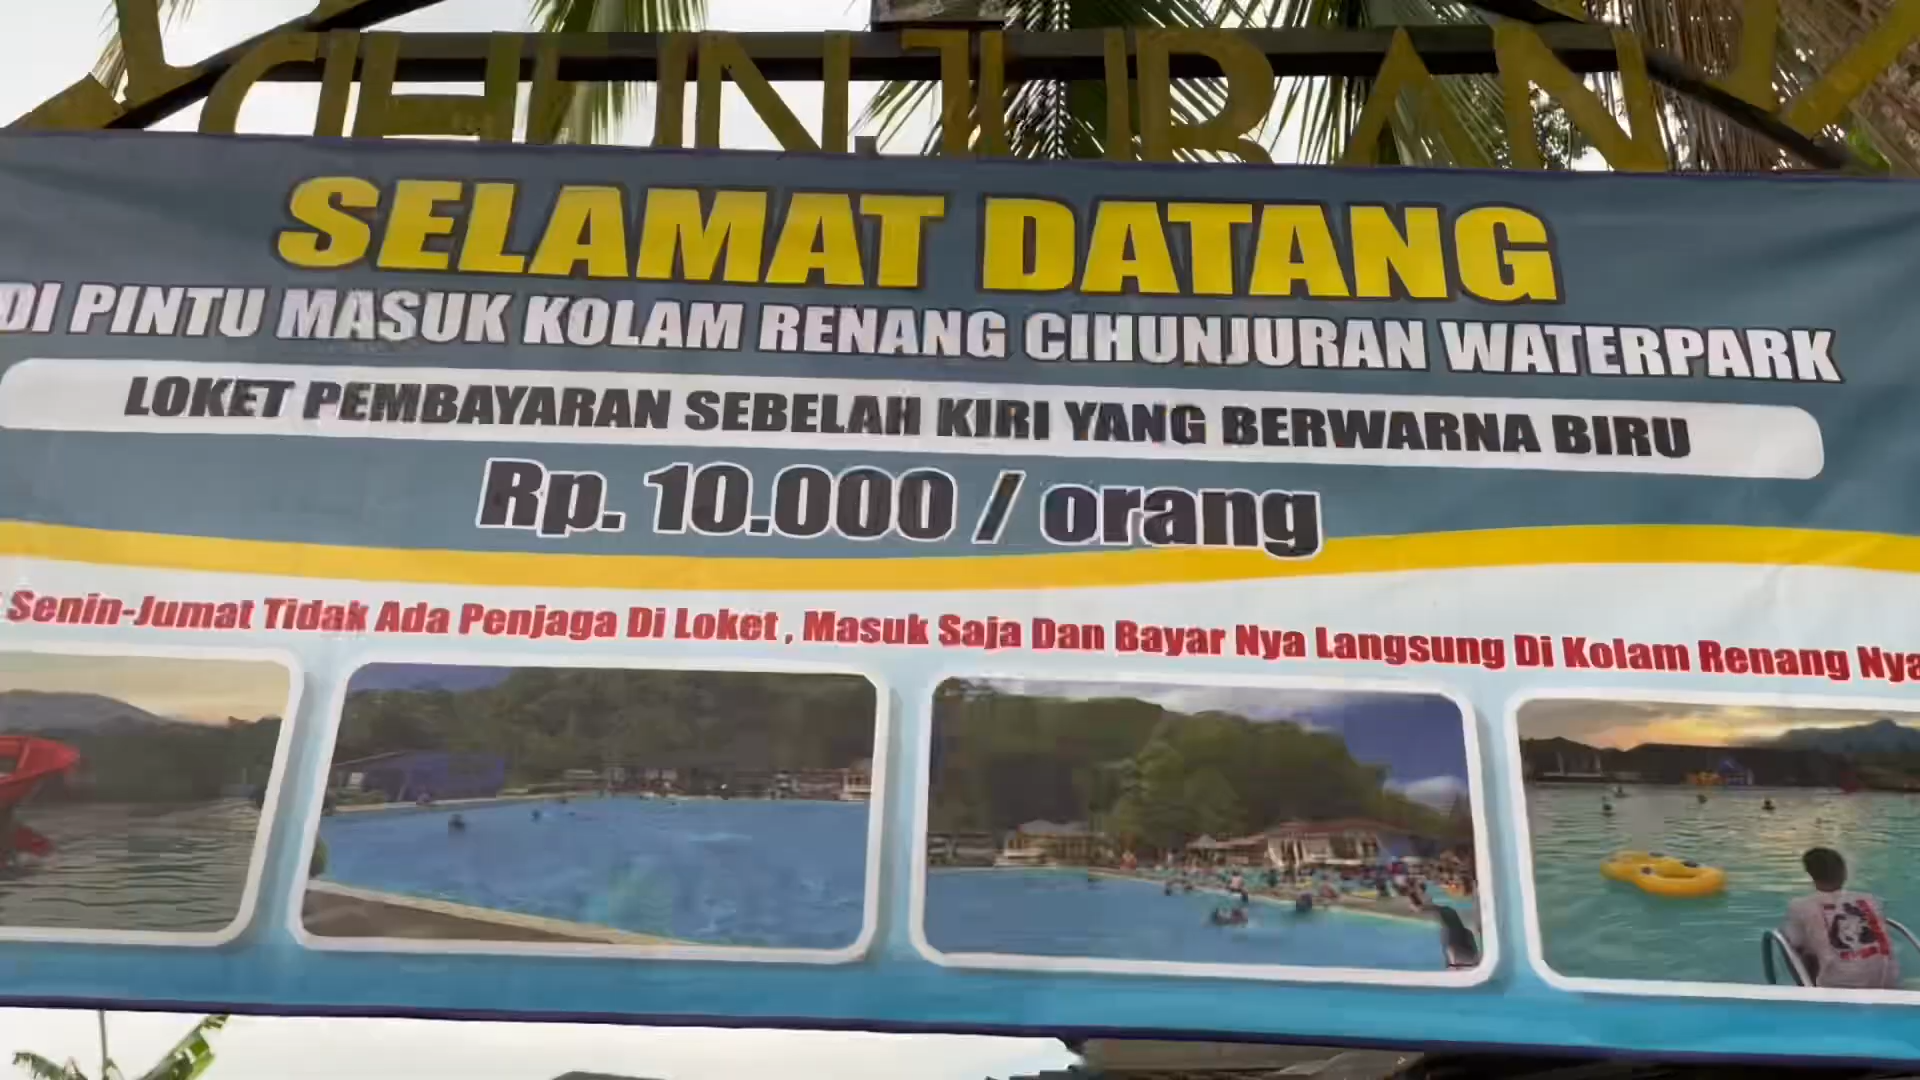 CIHUNJURAN
SELAMAT DATANG
DI PINTU MASUK KOLAM RENANG CIHUNJURAN WATERPARK
LOKET PEMBAYARAN SEBELAH KIRI YANG BERWARNA BIRU
Rp. 10.000 / orang
Senin-Jumat Tidak Ada Penjaga Di Loket , Masuk Saja Dan Bayar Nya Langsung Di Kolam Renang Nya